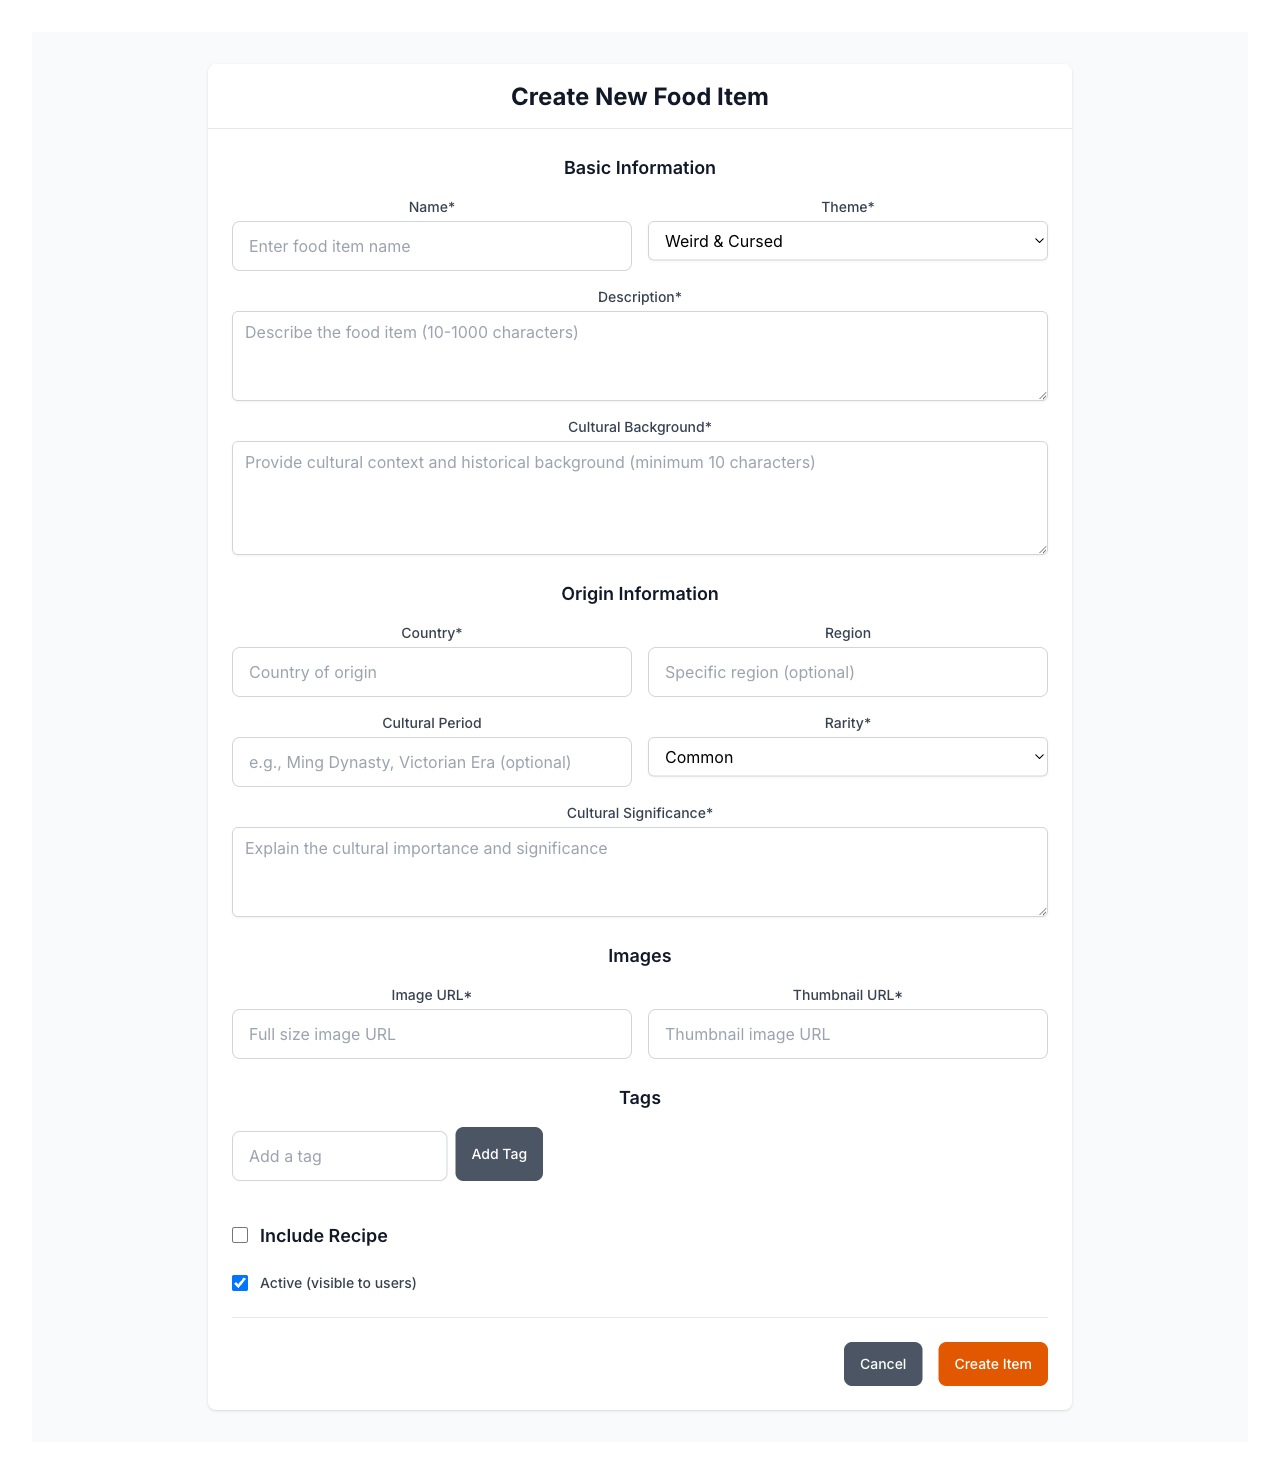 Create New Food Item
Basic Information
Name*
Theme*
Enter food item name
Weird & Cursed
Description*
Describe the food item (10-1000 characters)
Cultural Background*
Provide cultural context and historical background (minimum 10 characters)
Origin Information
Country*
Region
Country of origin
Specific region (optional)
Cultural Period
Rarity*
e.g., Ming Dynasty, Victorian Era (optional)
Common
Cultural Significance*
Explain the cultural importance and significance
Images
Image URL*
Thumbnail URL*
Full size image URL
Thumbnail image URL
Tags
Add a tag
Add Tag
Include Recipe
Active (visible to users)
Cancel
Create Item